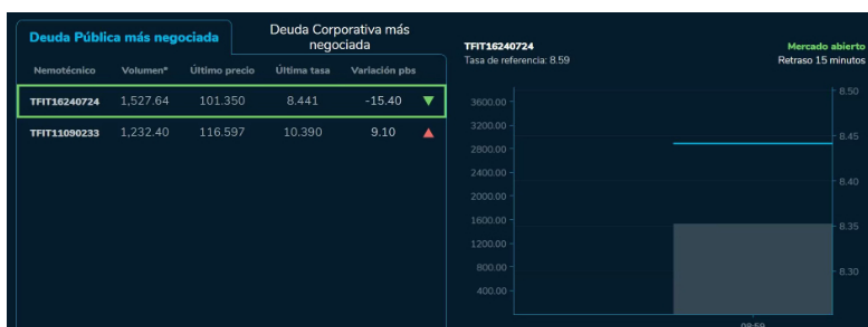 Deuda Pública más negociada
Deuda Corporativa más
negociada
Nemotécnico Volumen* Último precio Última tasa Variación pbs
TFIT16240724 1,527.64 101.350 8.441 -15.40
TFIT11090233 1,232.40 116.597 10.390 9.10
TFIT16240724 Mercado abierto
Tasa de referencia: 8.59 Retraso 15 minutos
3600.00
3200.00
2800.00
2400.00
2000.00
1600.00
1200.00
800.00
400.00
8.50
8.45
8.40
8.35
8.30
08:59